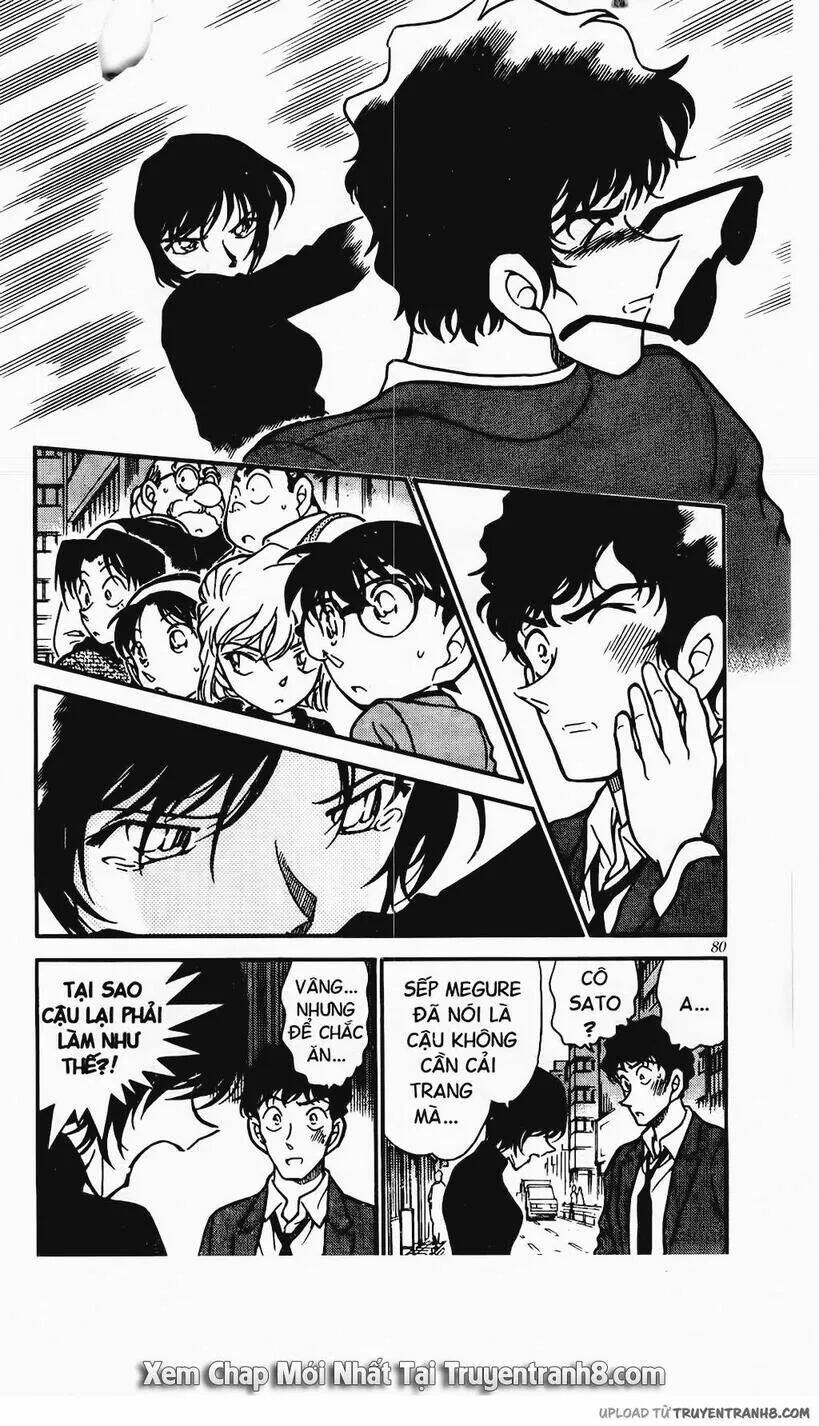 80
A...
CÔ
SATO
?
SẾP MEGURE
ĐÃ NÓI LÀ
CẬU KHÔNG
CẦN CẢI
TRANG
MÀ...
VÂNG...
NHƯNG
ĐỂ CHẮC
ĂN...
TẠI SAO
CẬU LẠI PHẢI
LÀM NHƯ
THẾ?!
Xem Chap Mới Nhất Tại Truyentranh8.com
UPLOAD TỪ TRUYENTRANH8.COM